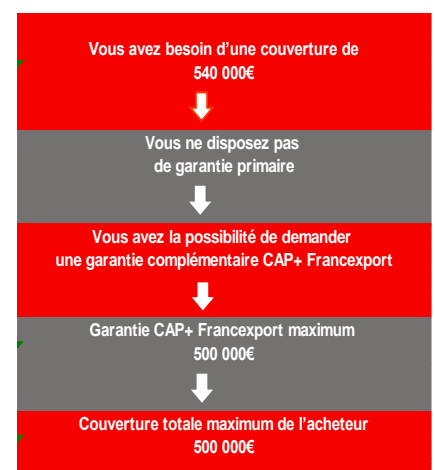 Vous avez besoin d'une couverture de
540 000€
Vous ne disposez pas
de garantie primaire
Vous avez la possibilité de demander
une garantie complémentaire CAP+ Francexport
Garantie CAP+ Francexport maximum
500 000€
Couverture totale maximum de l'acheteur
500 000€